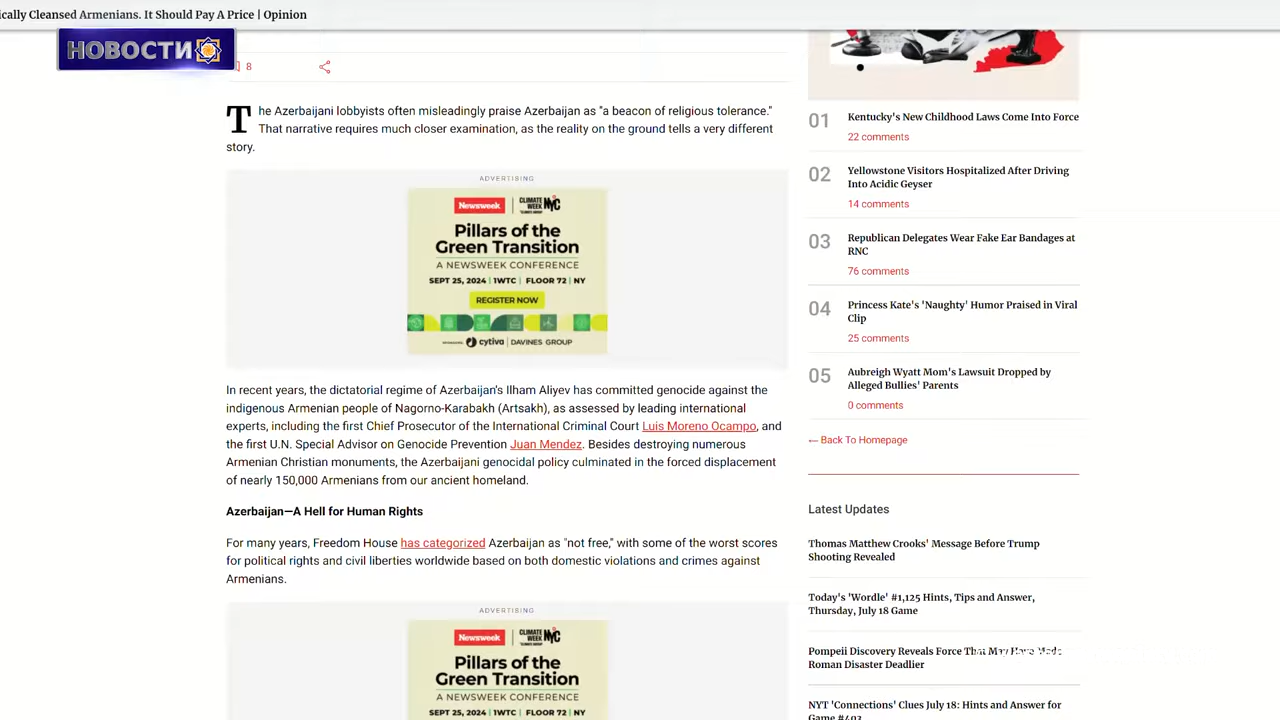 ically Cleansed Armenians. It Should Pay A Price | Opinion
НОВОСТИ
8
The Azerbaijani lobbyists often misleadingly praise Azerbaijan as "a beacon of religious tolerance."
That narrative requires much closer examination, as the reality on the ground tells a very different
story.
ADVERTISING
Newsweek | CLIMATE WEEK NYC
Pillars of the
Green Transition
A NEWSWEEK CONFERENCE
SEPT 25, 2024 | 1WTC | FLOOR 72 | NY
REGISTER NOW
cytiva | DAVINES GROUP
In recent years, the dictatorial regime of Azerbaijan's Ilham Aliyev has committed genocide against the
indigenous Armenian people of Nagorno-Karabakh (Artsakh), as assessed by leading international
experts, including the first Chief Prosecutor of the International Criminal Court Luis Moreno Ocampo, and
the first U.N. Special Advisor on Genocide Prevention Juan Mendez. Besides destroying numerous
Armenian Christian monuments, the Azerbaijani genocidal policy culminated in the forced displacement
of nearly 150,000 Armenians from our ancient homeland.
Azerbaijan—A Hell for Human Rights
For many years, Freedom House has categorized Azerbaijan as "not free," with some of the worst scores
for political rights and civil liberties worldwide based on both domestic violations and crimes against
Armenians.
ADVERTISING
Newsweek | CLIMATE WEEK NYC
Pillars of the
Green Transition
A NEWSWEEK CONFERENCE
SEPT 25, 2024 | 1WTC | FLOOR 72 | NY
01 Kentucky's New Childhood Laws Come Into Force
22 comments
02 Yellowstone Visitors Hospitalized After Driving
Into Acidic Geyser
14 comments
03 Republican Delegates Wear Fake Ear Bandages at
RNC
76 comments
04 Princess Kate's 'Naughty' Humor Praised in Viral
Clip
25 comments
05 Aubreigh Wyatt Mom's Lawsuit Dropped by
Alleged Bullies' Parents
0 comments
← Back To Homepage
Latest Updates
Thomas Matthew Crooks' Message Before Trump
Shooting Revealed
Today's 'Wordle' #1,125 Hints, Tips and Answer,
Thursday, July 18 Game
Pompeii Discovery Reveals Force That May Have Made
Roman Disaster Deadlier
NYT 'Connections' Clues July 18: Hints and Answer for
Game #403